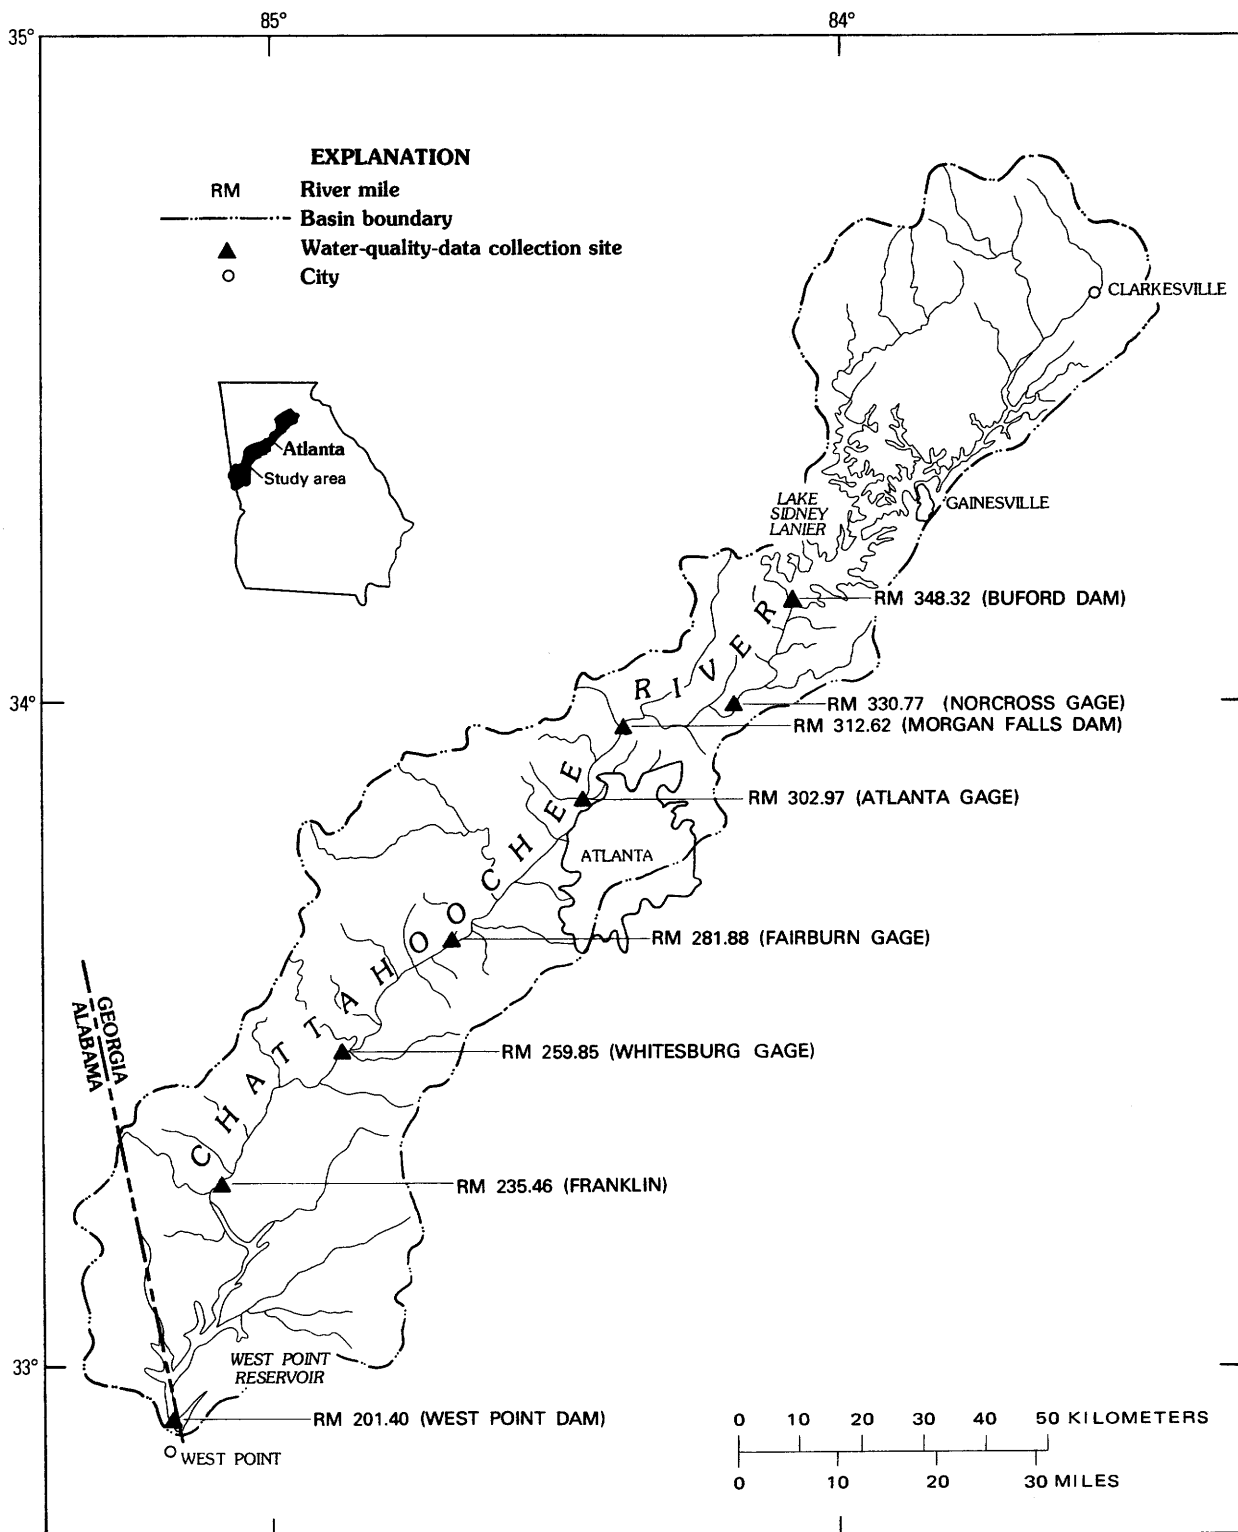 85° 84°
35°
EXPLANATION
RM River mile
Basin boundary
Water-quality-data collection site
City
CLARKESVILLE
Atlanta
Study area
LAKE
SIDNEY
LANIER
GAINESVILLE
RM 348.32 (BUFORD DAM)
34°
RM 330.77 (NORCROSS GAGE)
RM 312.62 (MORGAN FALLS DAM)
RM 302.97 (ATLANTA GAGE)
ATLANTA
RM 281.88 (FAIRBURN GAGE)
CHATTAHOOCHEE RIVER
GEORGIA
ALABAMA
RM 259.85 (WHITESBURG GAGE)
RM 235.46 (FRANKLIN)
33°
WEST POINT
RESERVOIR
RM 201.40 (WEST POINT DAM)
WEST POINT
0 10 20 30 40 50 KILOMETERS
0 10 20 30 MILES